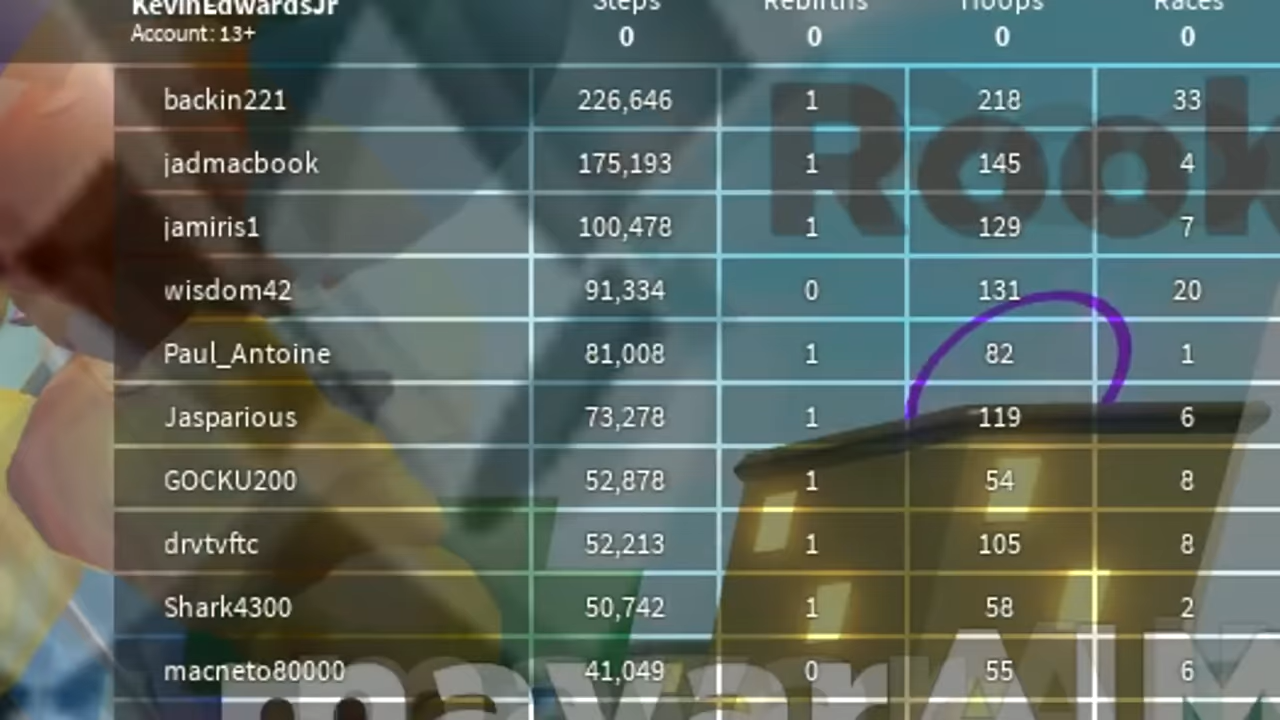 KevinEdwardsJr Steps Rebirths Hoops Races
Account: 13+ 0 0 0 0
backin221 226,646 1 218 33
jadmacbook 175,193 1 145 4
jamiris1 100,478 1 129 7
wisdom42 91,334 0 131 20
Paul_Antoine 81,008 1 82 1
Jasparious 73,278 1 119 6
GOCKU200 52,878 1 54 8
drvtvftc 52,213 1 105 8
Shark4300 50,742 1 58 2
macneto80000 41,049 0 55 6